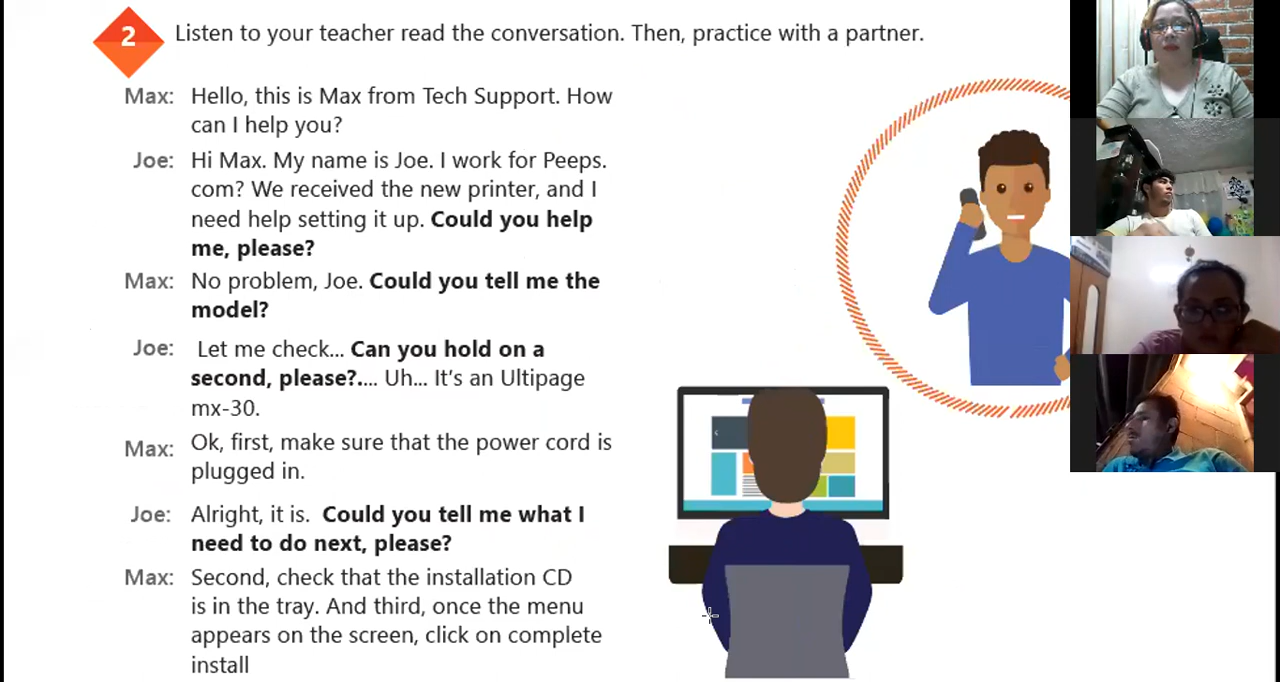 2 Listen to your teacher read the conversation. Then, practice with a partner.
Max: Hello, this is Max from Tech Support. How
can I help you?
Joe: Hi Max. My name is Joe. I work for Peeps.
com? We received the new printer, and I
need help setting it up. Could you help
me, please?
Max: No problem, Joe. Could you tell me the
model?
Joe: Let me check... Can you hold on a
second, please?.... Uh... It's an Ultipage
mx-30.
Max: Ok, first, make sure that the power cord is
plugged in.
Joe: Alright, it is. Could you tell me what I
need to do next, please?
Max: Second, check that the installation CD
is in the tray. And third, once the menu
appears on the screen, click on complete
install